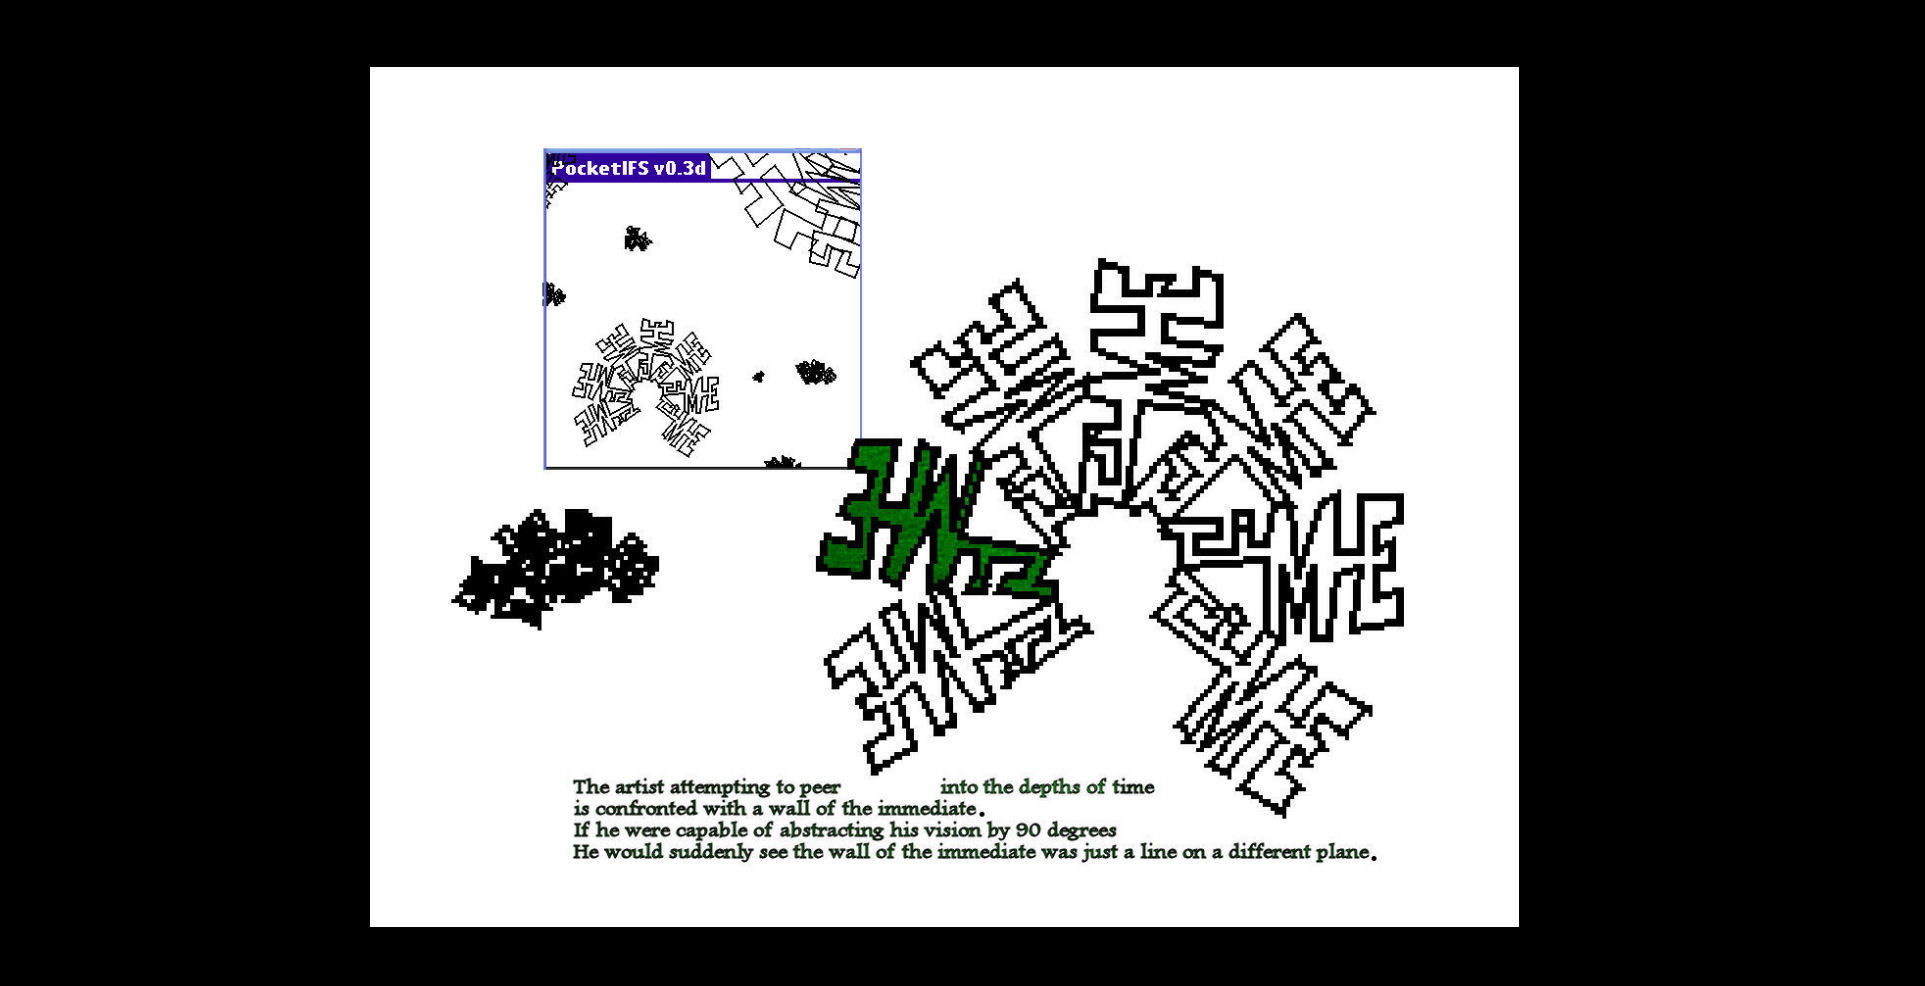 PocketIFS v0.3d
The artist attempting to peer into the depths of time
is confronted with a wall of the immediate.
If he were capable of abstracting his vision by 90 degrees
He would suddenly see the wall of the immediate was just a line on a different plane.